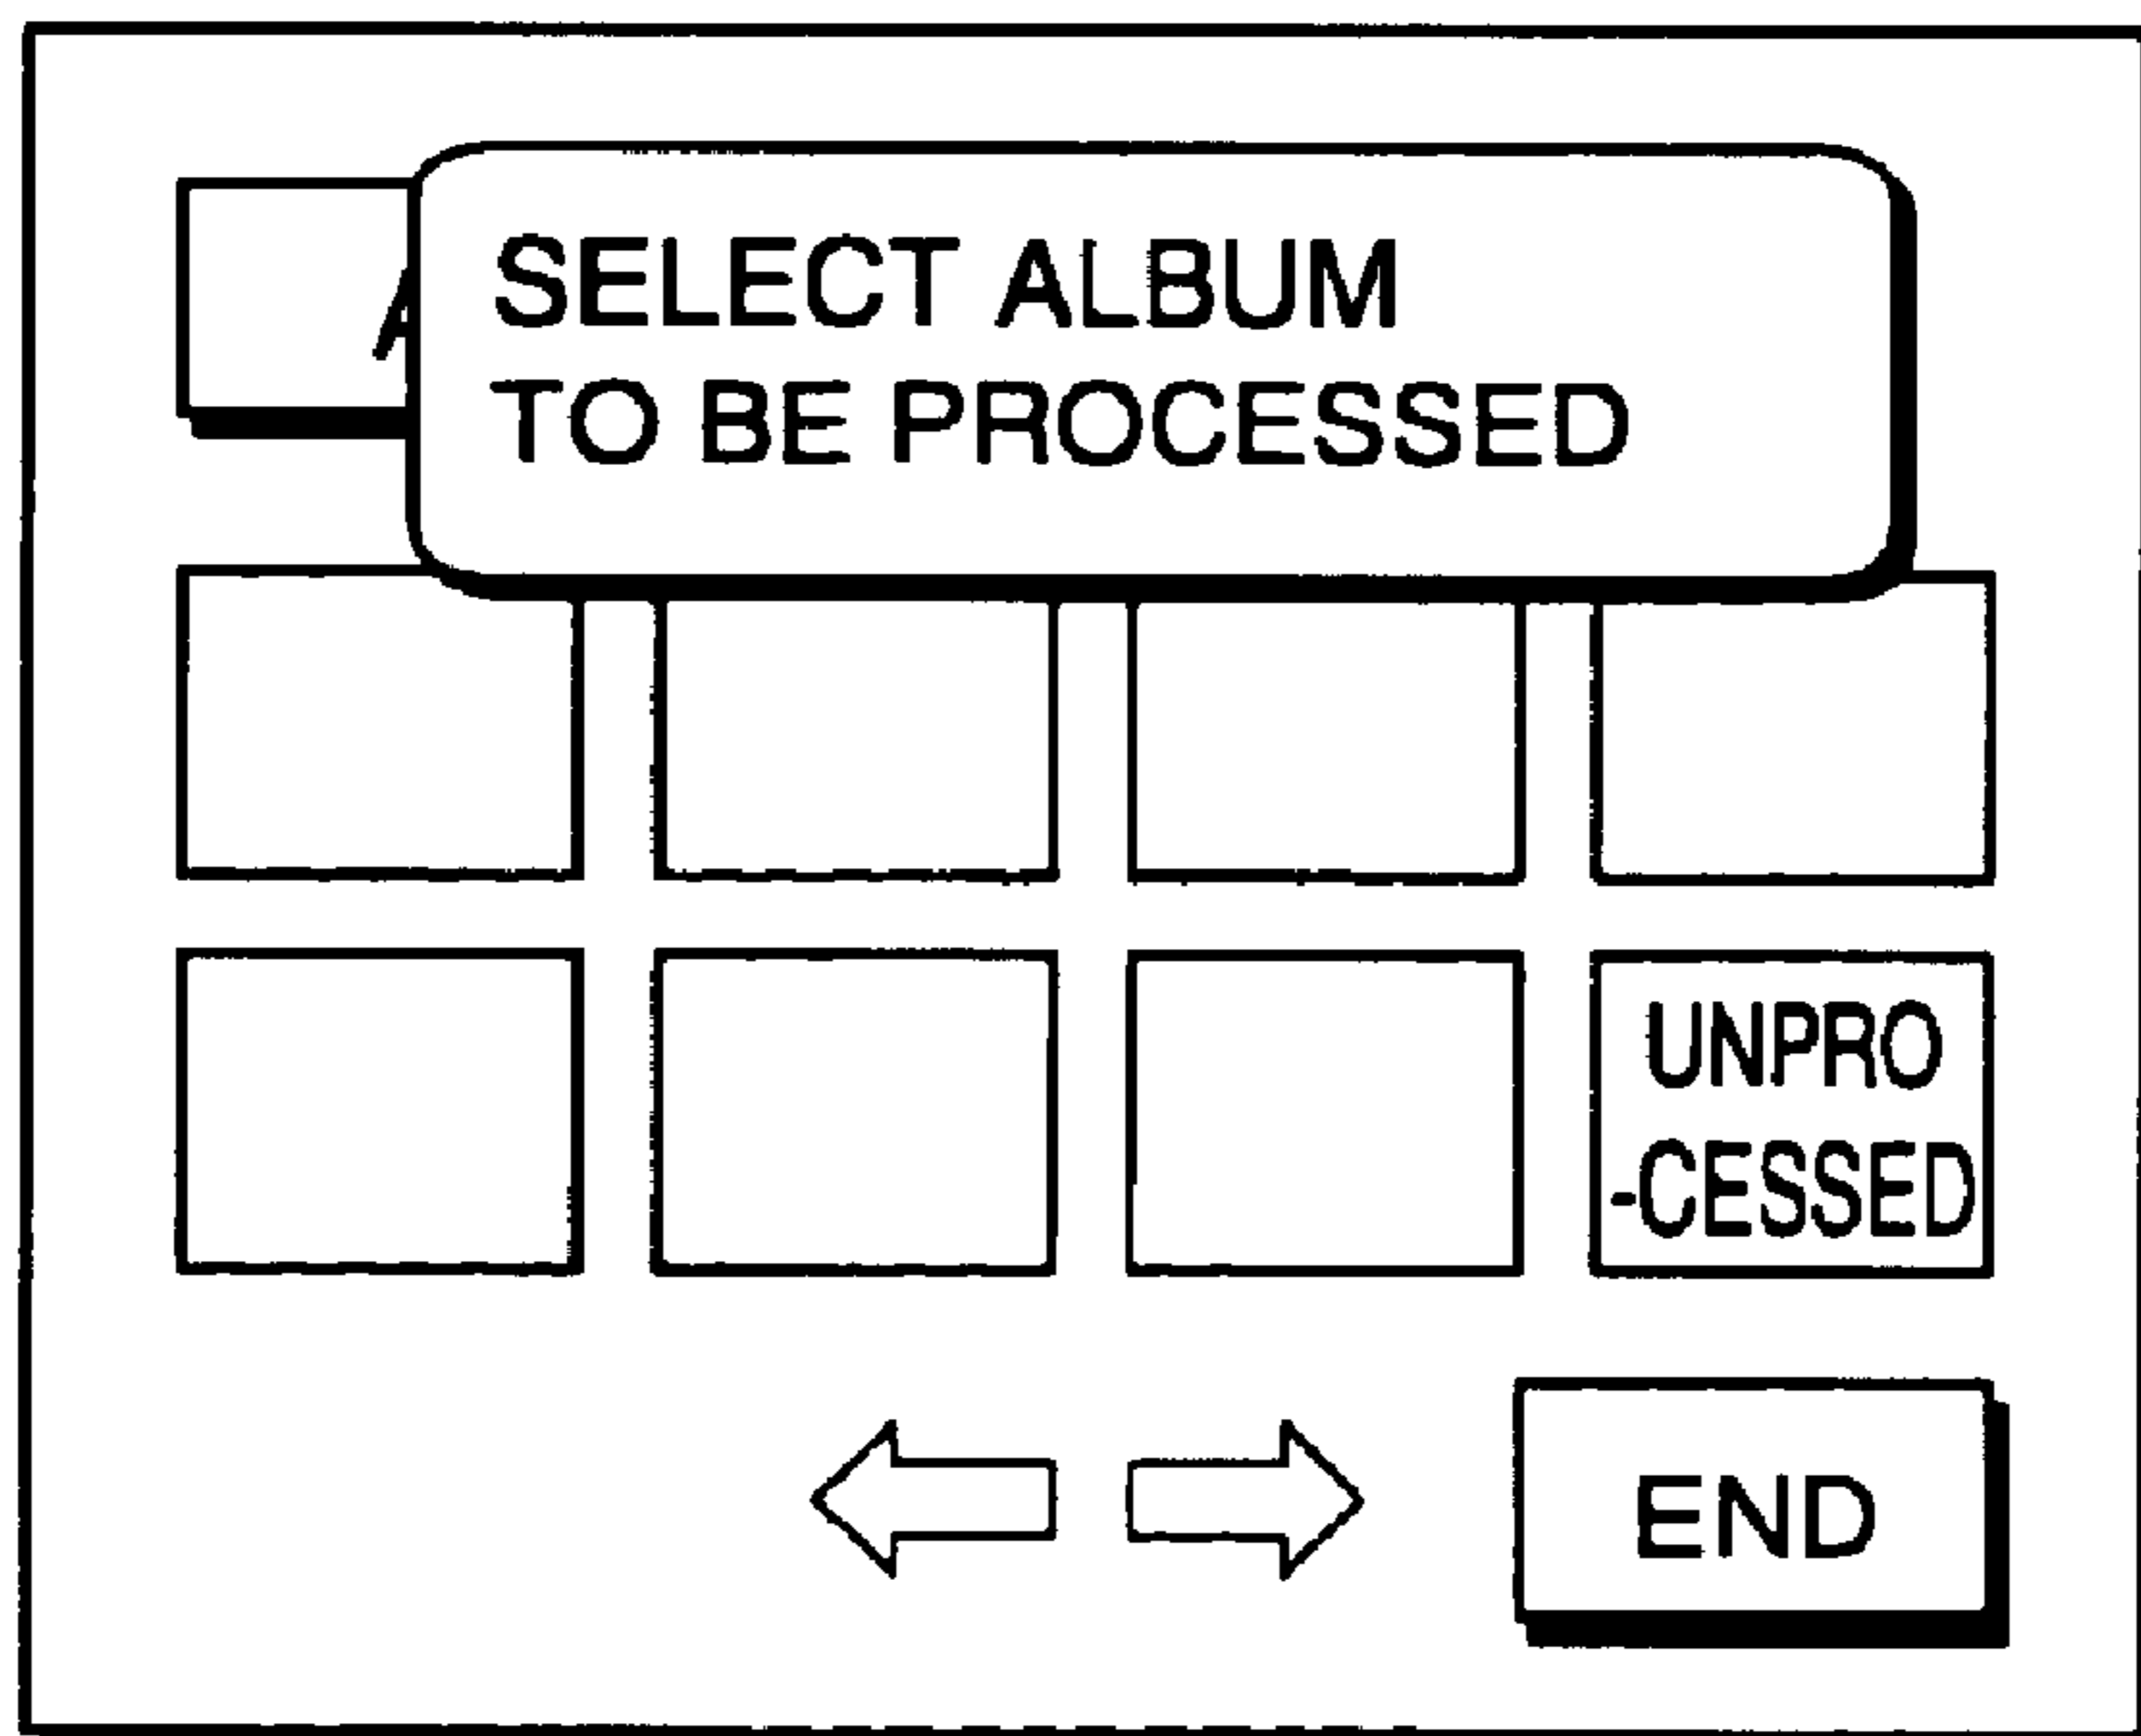 SELECT ALBUM
TO BE PROCESSED
UNPRO
-CESSED
END